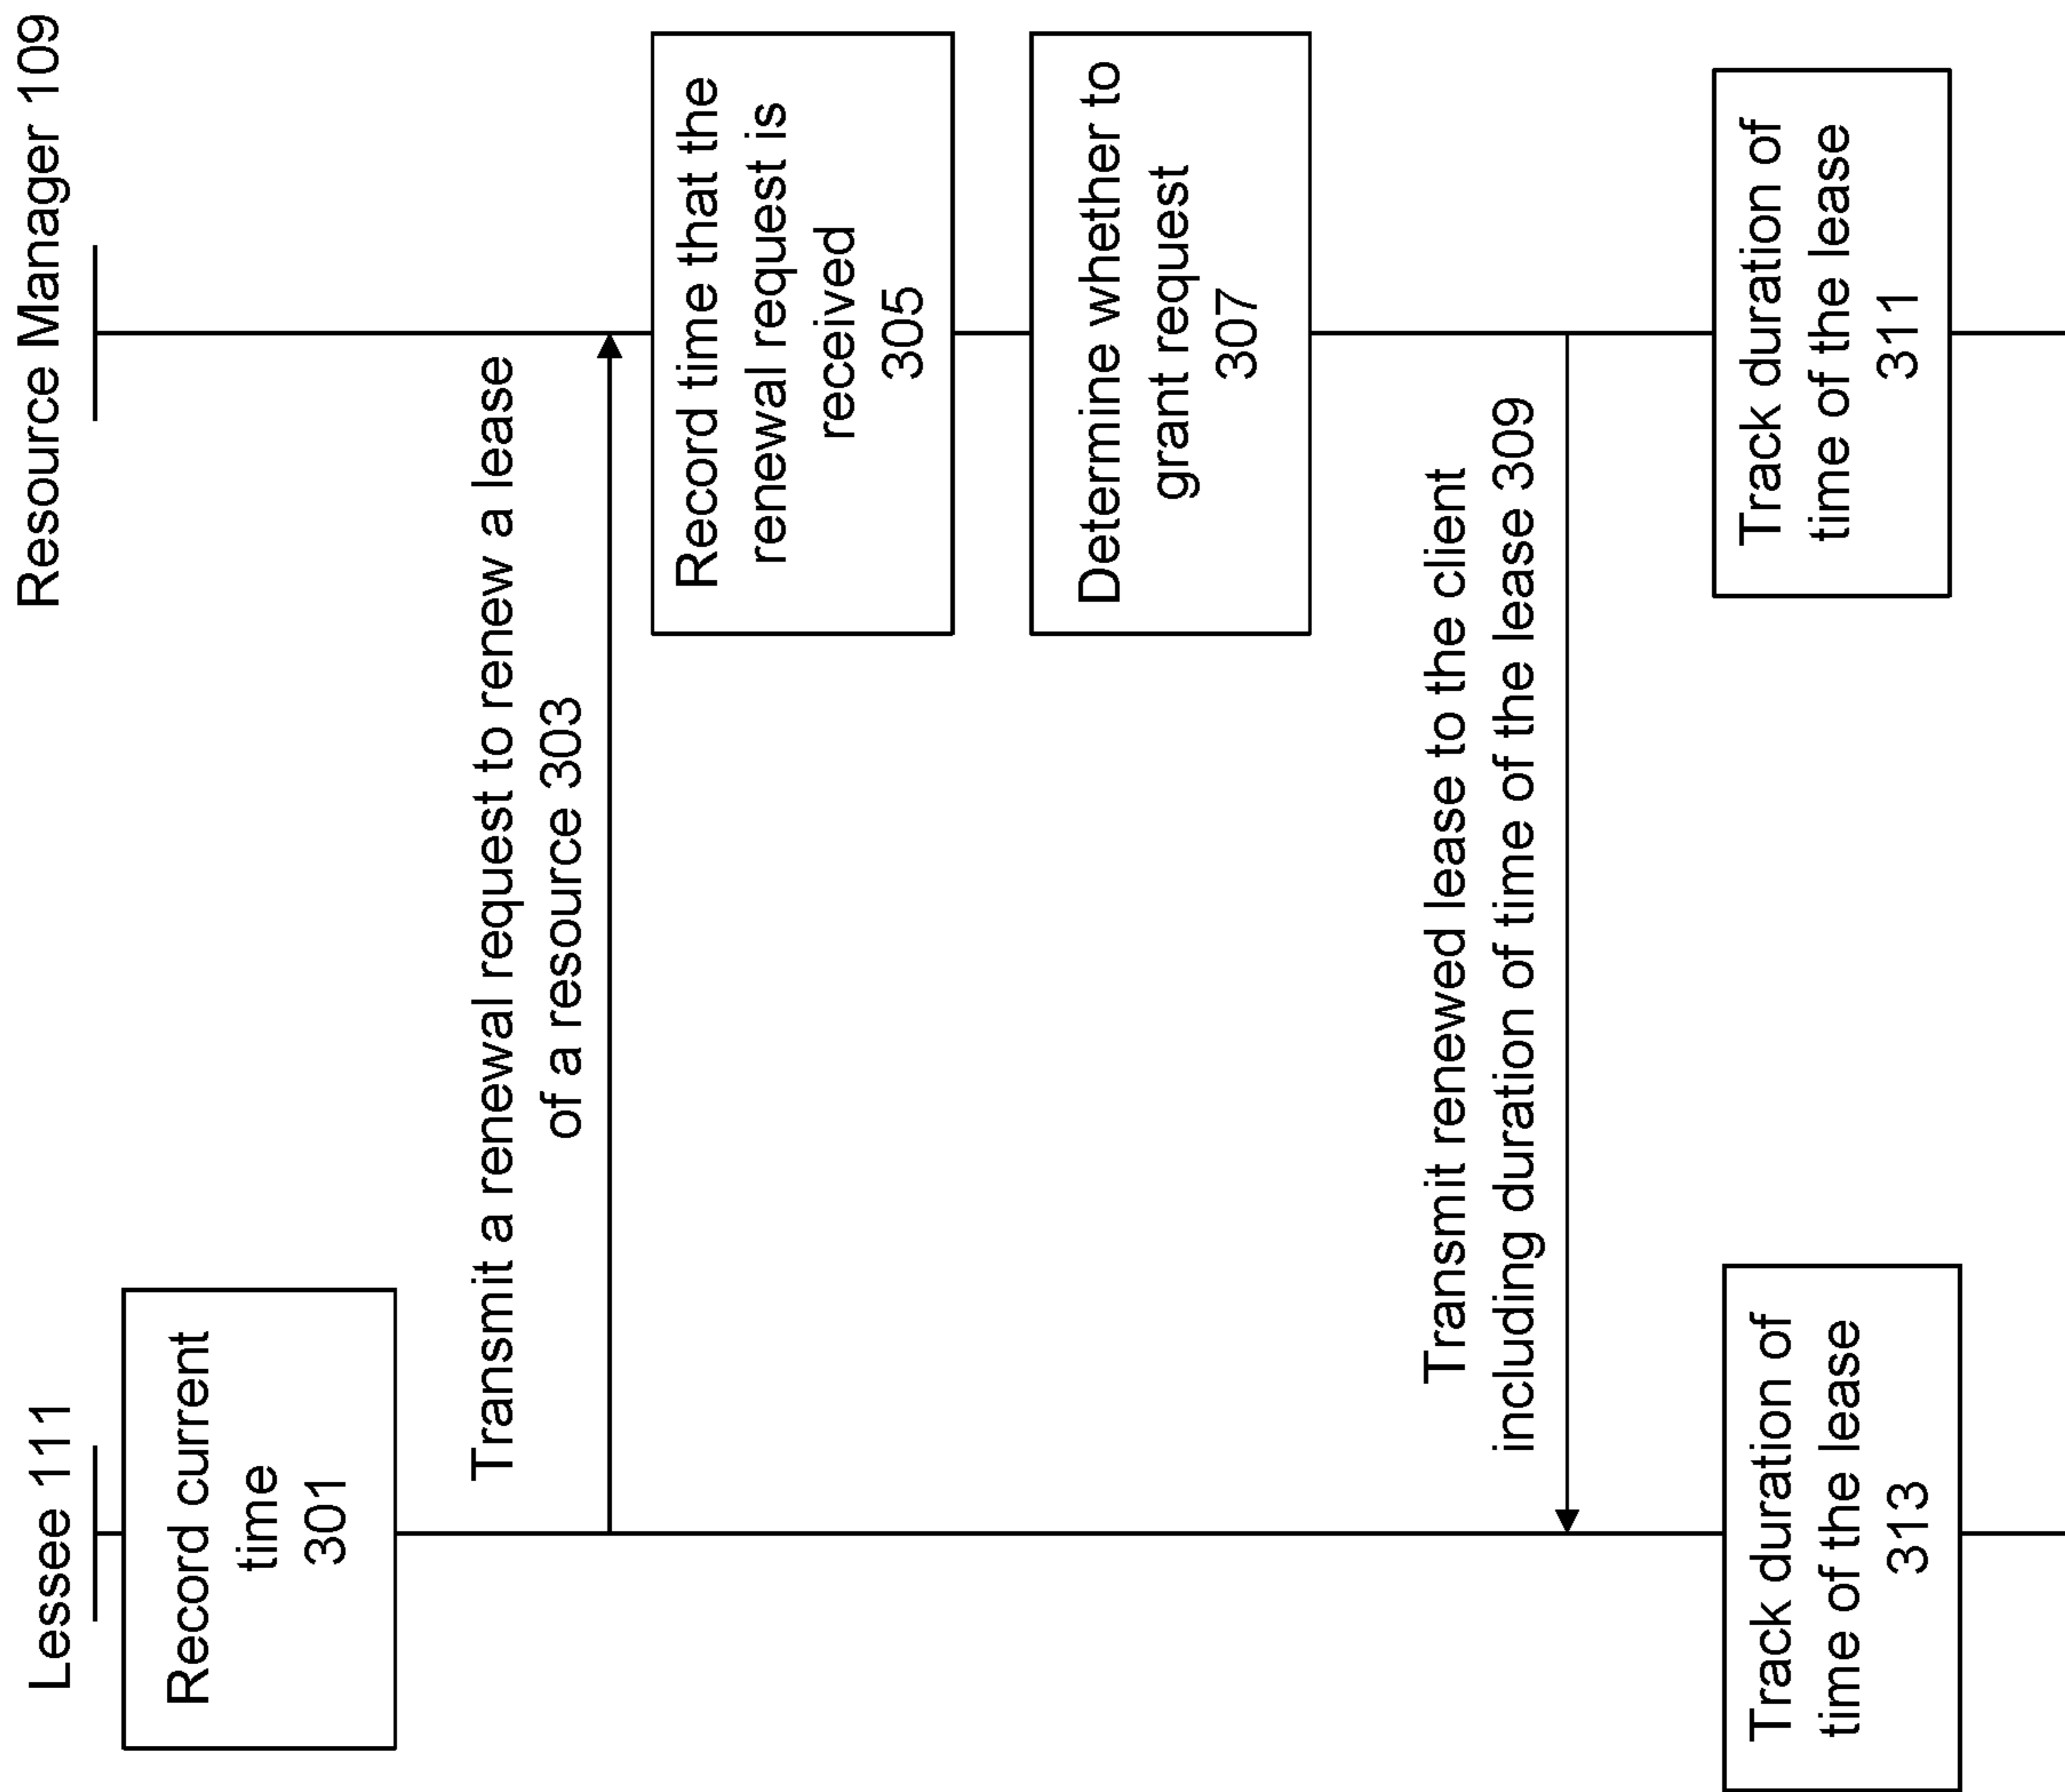 Lessee 111
Resource Manager 109
Record current
time
301
Transmit a renewal request to renew a lease
of a resource 303
Record time that the
renewal request is
received
305
Determine whether to
grant request
307
Transmit renewed lease to the client
including duration of time of the lease 309
Track duration of
time of the lease
311
Track duration of
time of the lease
313